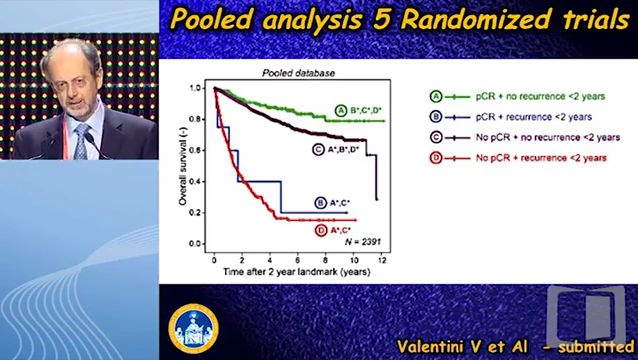 Pooled analysis 5 Randomized trials
Pooled database
Overall survival (-)
1.0
0.8
0.6
0.4
0.2
0.0
0 2 4 6 8 10 12
Time after 2 year landmark (years)
A B*,C*,D*
C A*,B*,D*
B A*,C*
D A*,C*
N = 2391
A pCR + no recurrence <2 years
B pCR + recurrence <2 years
C No pCR + no recurrence <2 years
D No pCR + recurrence <2 years
Valentini V et Al - submitted